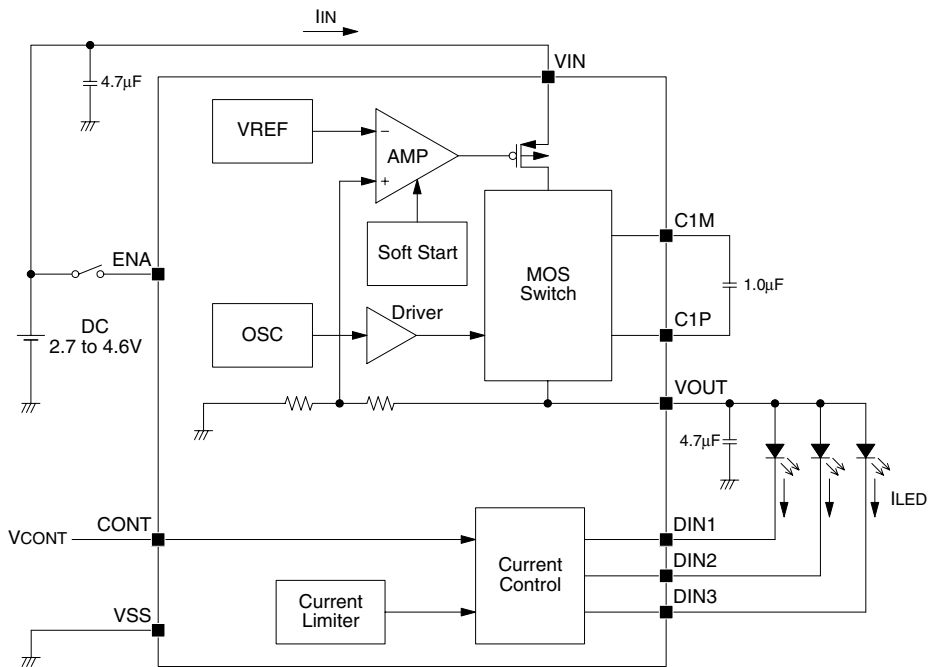 IIN
4.7µF
VIN
VREF
−
AMP
+
C1M
Soft Start
MOS
Switch
1.0µF
ENA
DC
2.7 to 4.6V
OSC
Driver
C1P
VOUT
4.7µF
ILED
CONT
VCONT
DIN1
Current
Control
DIN2
Current
Limiter
DIN3
VSS